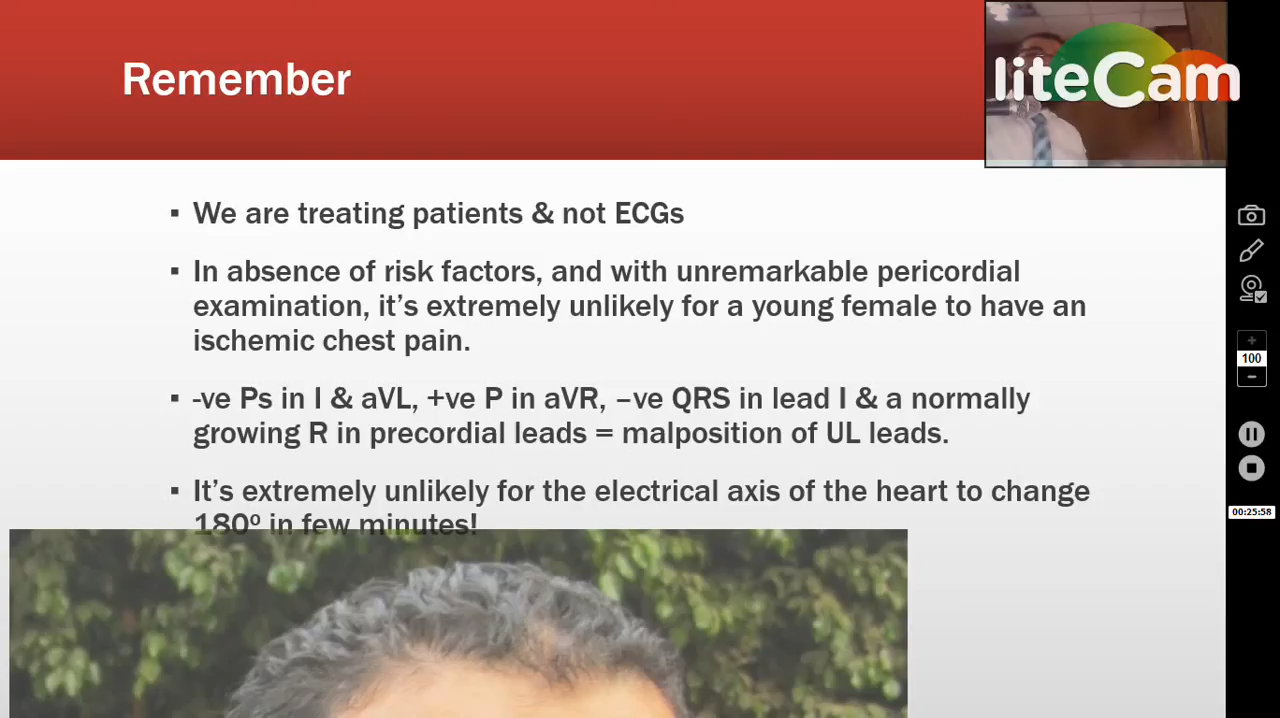 Remember
liteCam
▪ We are treating patients & not ECGs
▪ In absence of risk factors, and with unremarkable pericordial
examination, it’s extremely unlikely for a young female to have an
ischemic chest pain.
▪ -ve Ps in I & aVL, +ve P in aVR, –ve QRS in lead I & a normally
growing R in precordial leads = malposition of UL leads.
▪ It’s extremely unlikely for the electrical axis of the heart to change
180º in few minutes!
100
00:25:58